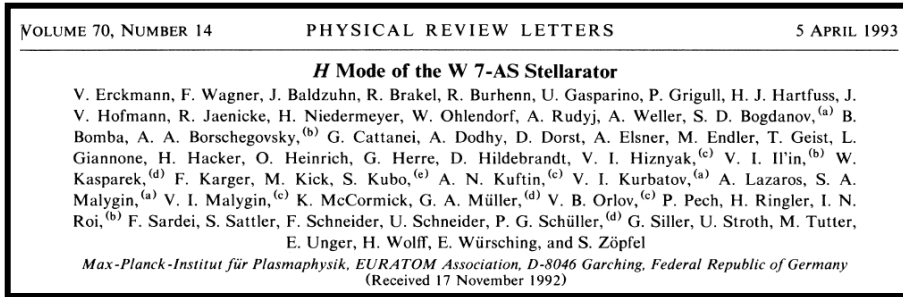 VOLUME 70, NUMBER 14 PHYSICAL REVIEW LETTERS 5 APRIL 1993
H Mode of the W 7-AS Stellarator
V. Erckmann, F. Wagner, J. Baldzuhn, R. Brakel, R. Burhenn, U. Gasparino, P. Grigull, H. J. Hartfuss, J.
V. Hofmann, R. Jaenicke, H. Niedermeyer, W. Ohlendorf, A. Rudyj, A. Weller, S. D. Bogdanov,(a) B.
Bomba, A. A. Borschegovsky,(b) G. Cattanei, A. Dodhy, D. Dorst, A. Elsner, M. Endler, T. Geist, L.
Giannone, H. Hacker, O. Heinrich, G. Herre, D. Hildebrandt, V. I. Hiznyak,(c) V. I. Il'in,(b) W.
Kasparek,(d) F. Karger, M. Kick, S. Kubo,(e) A. N. Kuftin,(c) V. I. Kurbatov,(a) A. Lazaros, S. A.
Malygin,(a) V. I. Malygin,(c) K. McCormick, G. A. Müller,(d) V. B. Orlov,(c) P. Pech, H. Ringler, I. N.
Roi,(b) F. Sardei, S. Sattler, F. Schneider, U. Schneider, P. G. Schüller,(d) G. Siller, U. Stroth, M. Tutter,
E. Unger, H. Wolff, E. Würsching, and S. Zöpfel
Max-Planck-Institut für Plasmaphysik, EURATOM Association, D-8046 Garching, Federal Republic of Germany
(Received 17 November 1992)